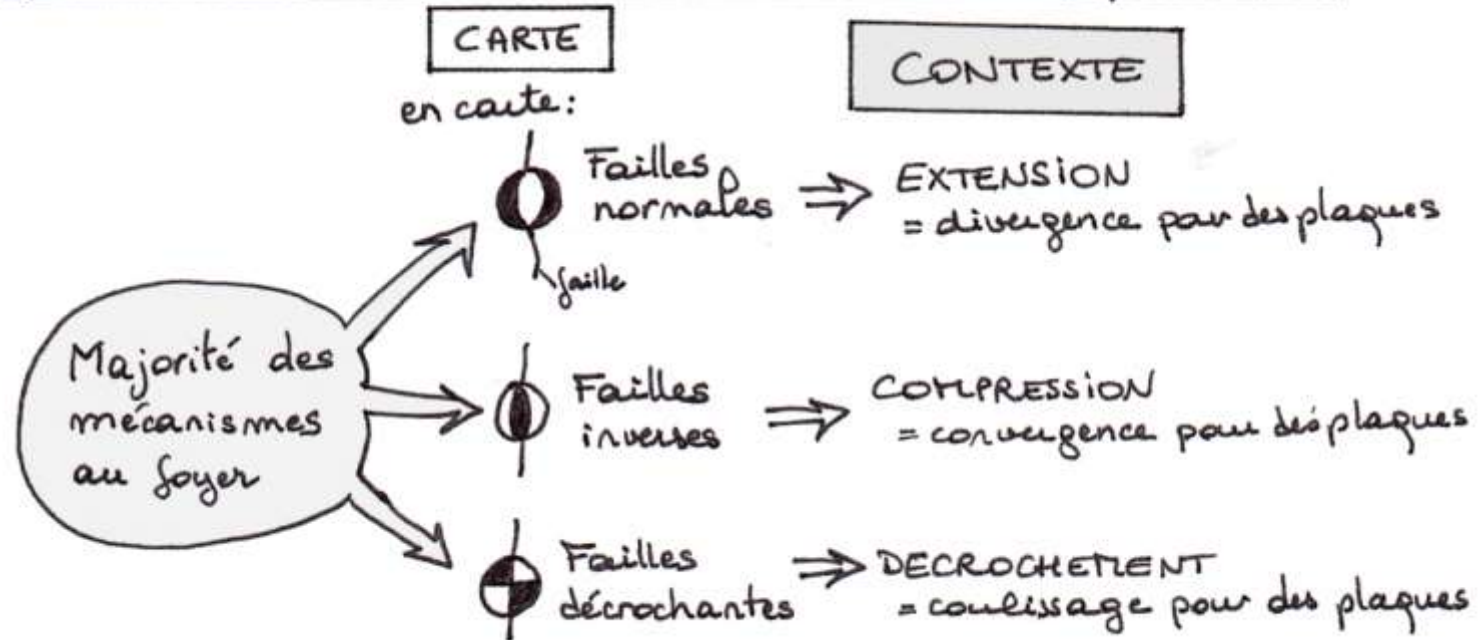 CARTE
CONTEXTE
en carte:
Failles
normales
EXTENSION
= divergence pour des plaques
faille
Majorité des
mécanismes
au foyer
Failles
inverses
COMPRESSION
= convergence pour des plaques
Failles
décrochantes
DECROCHEMENT
= coulissage pour des plaques